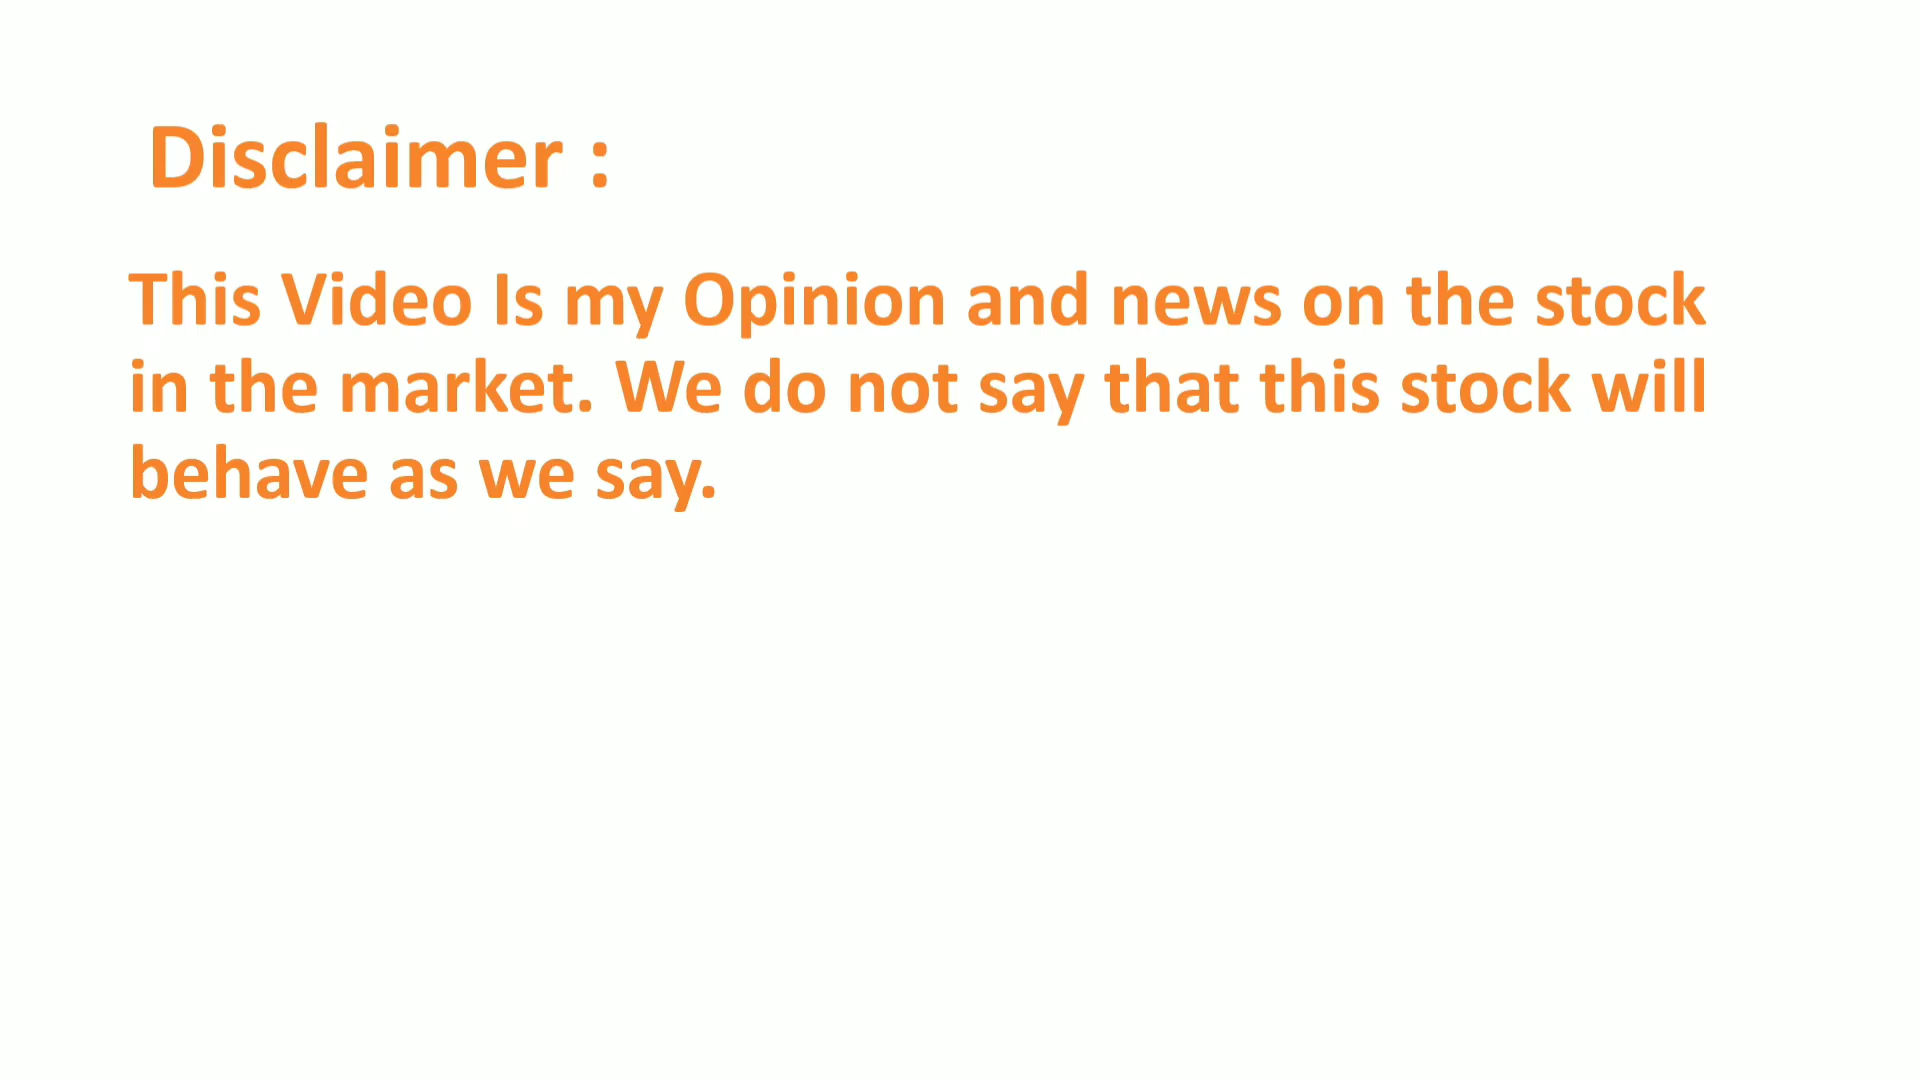 Disclaimer :
This Video Is my Opinion and news on the stock
in the market. We do not say that this stock will
behave as we say.